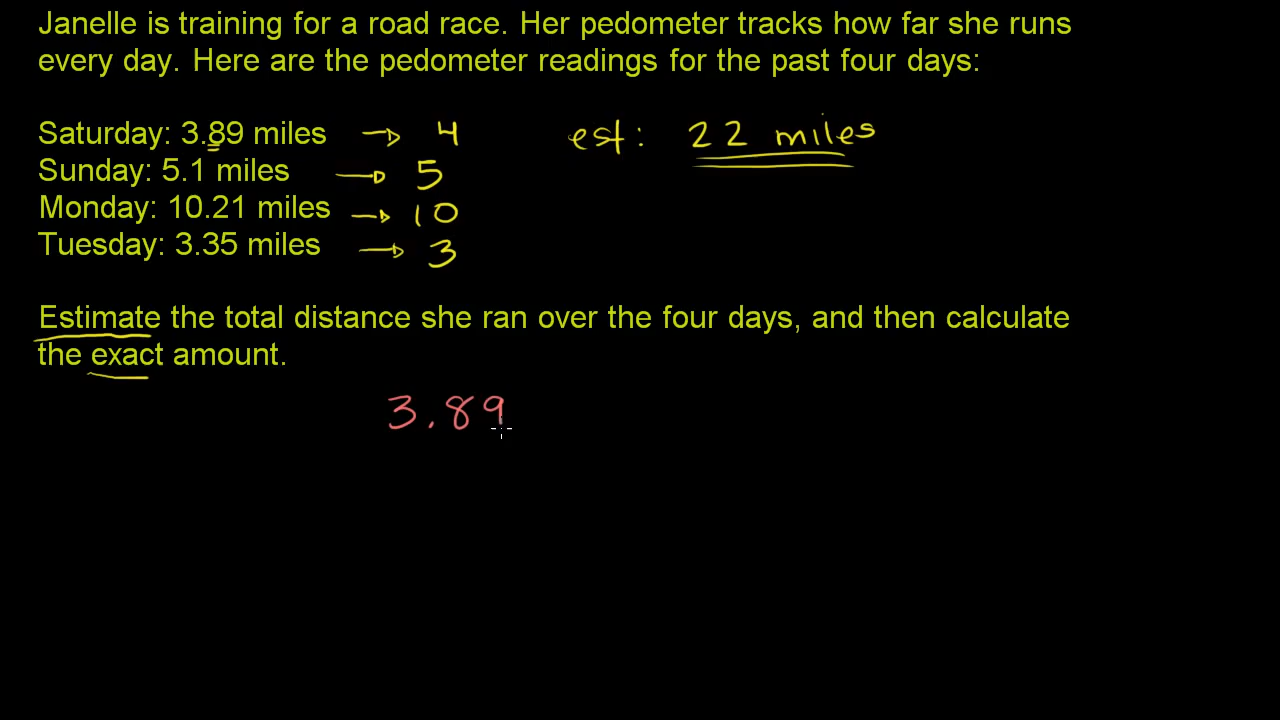 Janelle is training for a road race. Her pedometer tracks how far she runs
every day. Here are the pedometer readings for the past four days:
Saturday: 3.89 miles → 4 est: 22 miles
Sunday: 5.1 miles → 5
Monday: 10.21 miles → 10
Tuesday: 3.35 miles → 3
Estimate the total distance she ran over the four days, and then calculate
the exact amount.
3.89